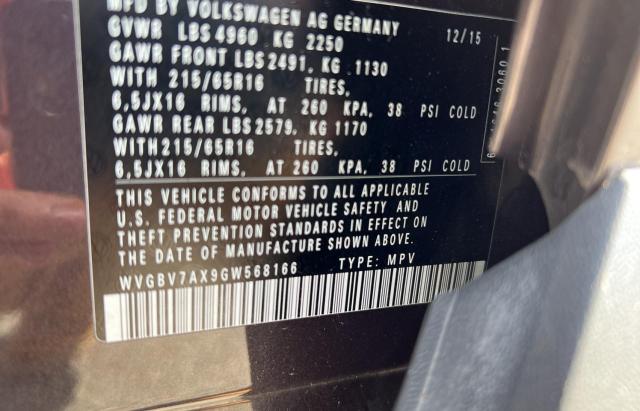 MFD BY VOLKSWAGEN AG GERMANY
12/15
GVWR LBS 4960 KG 2250
GAWR FRONT LBS 2491, KG 1130
WITH 215/65R16 TIRES,
6,5JX16 RIMS, AT 260 KPA, 38 PSI COLD
GAWR REAR LBS 2579, KG 1170
WITH 215/65R16 TIRES,
6,5JX16 RIMS, AT 260 KPA, 38 PSI COLD
THIS VEHICLE CONFORMS TO ALL APPLICABLE
U.S. FEDERAL MOTOR VEHICLE SAFETY AND
THEFT PREVENTION STANDARDS IN EFFECT ON
THE DATE OF MANUFACTURE SHOWN ABOVE.
WVGBV7AX9GW568166 TYPE: MPV